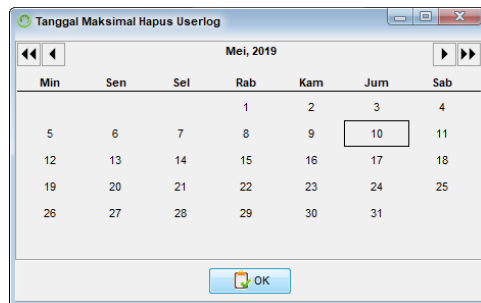 Tanggal Maksimal Hapus Userlog
Mei, 2019
Min Sen Sel Rab Kam Jum Sab
1 2 3 4
5 6 7 8 9 10 11
12 13 14 15 16 17 18
19 20 21 22 23 24 25
26 27 28 29 30 31
OK